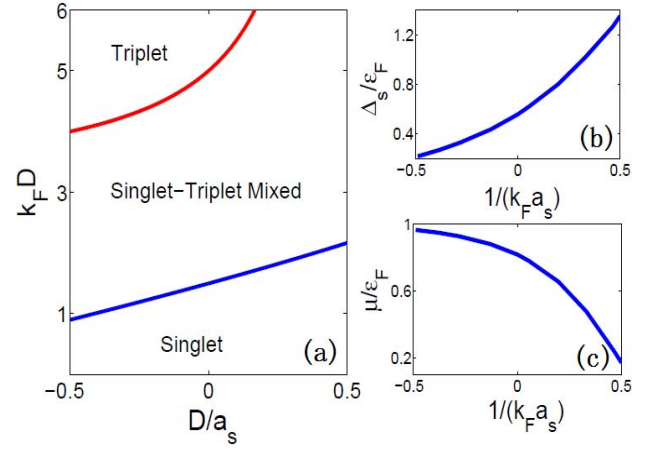 6
5
3
1
k_F D
Triplet
Singlet-Triplet Mixed
Singlet
(a)
-0.5
0
0.5
D/a_s
1.2
0.8
0.4
Δ_s/ε_F
(b)
-0.5
0
0.5
1/(k_F a_s)
1
0.6
0.2
μ/ε_F
(c)
-0.5
0
0.5
1/(k_F a_s)